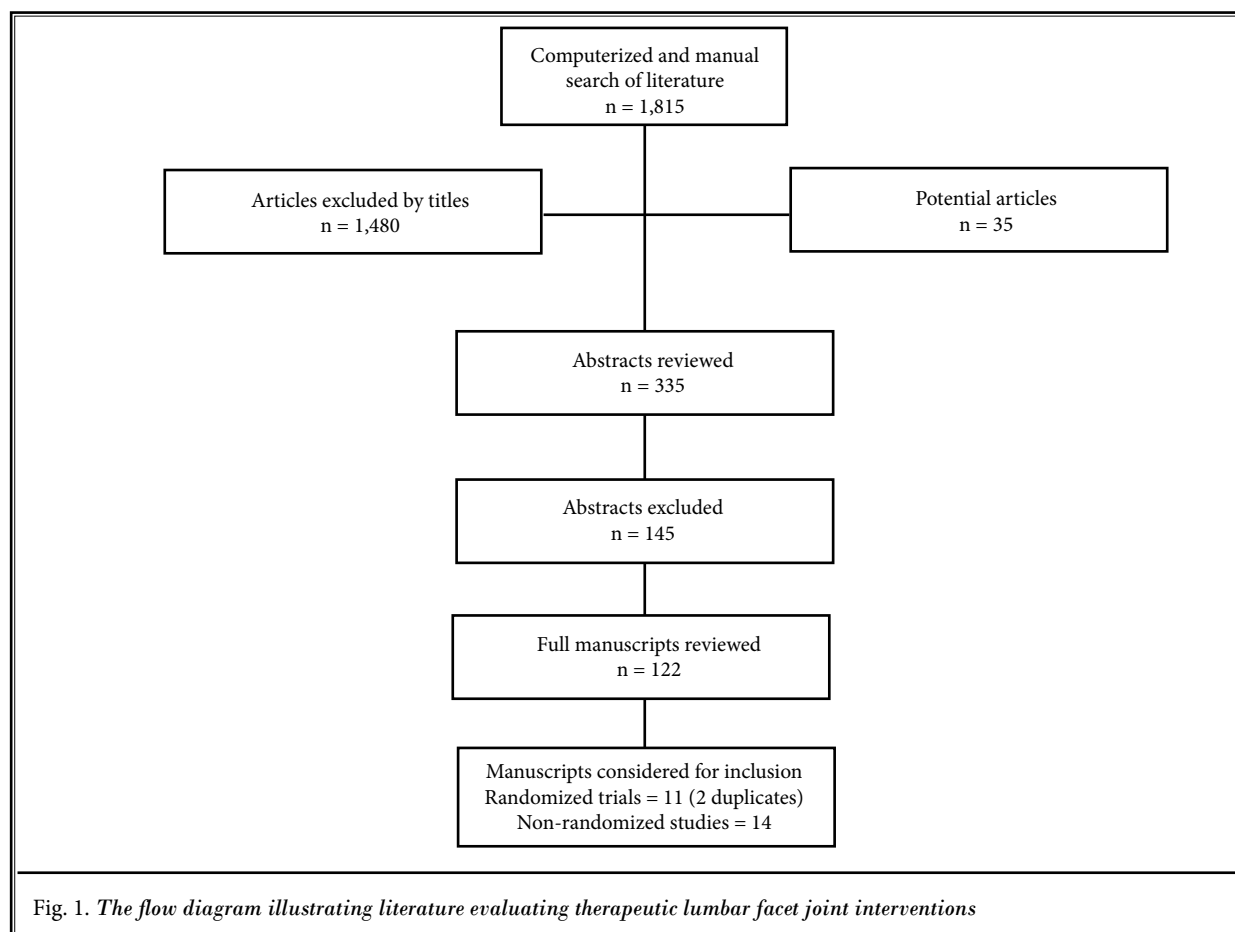 Computerized and manual
search of literature
n = 1,815
Articles excluded by titles
n = 1,480
Potential articles
n = 35
Abstracts reviewed
n = 335
Abstracts excluded
n = 145
Full manuscripts reviewed
n = 122
Manuscripts considered for inclusion
Randomized trials = 11 (2 duplicates)
Non-randomized studies = 14
Fig. 1. The flow diagram illustrating literature evaluating therapeutic lumbar facet joint interventions